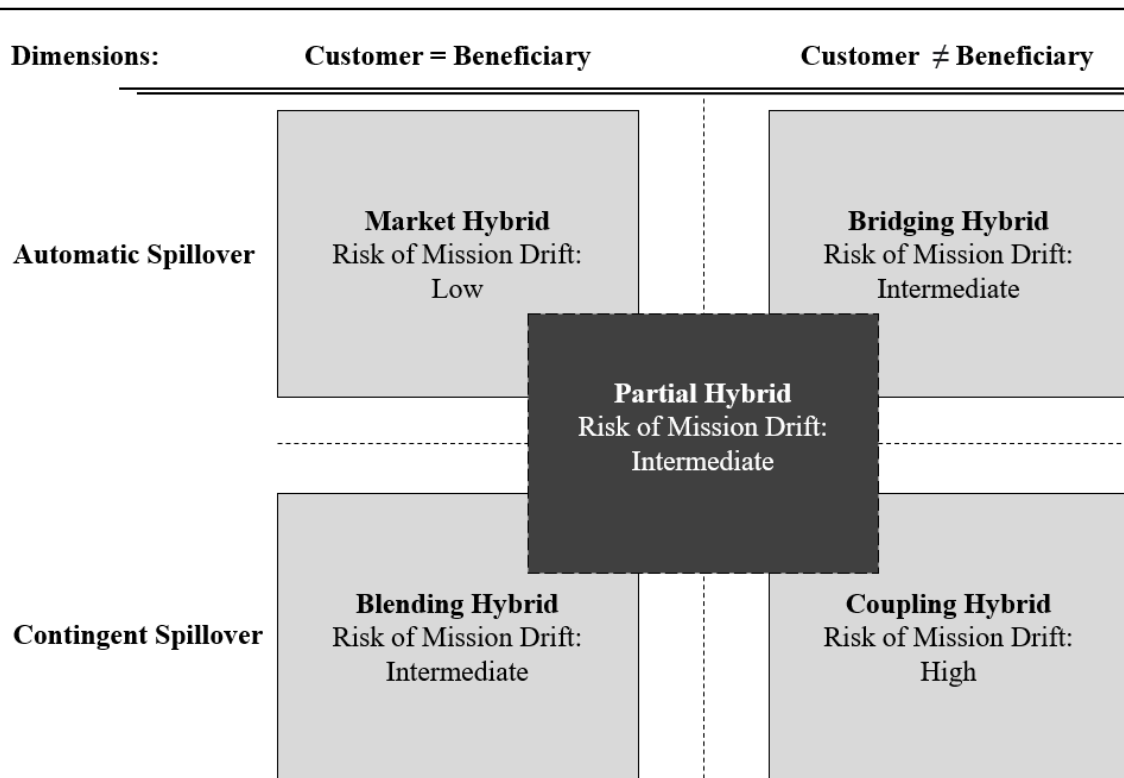 Dimensions: Customer = Beneficiary Customer ≠ Beneficiary
Automatic Spillover
Market Hybrid
Risk of Mission Drift:
Low
Bridging Hybrid
Risk of Mission Drift:
Intermediate
Partial Hybrid
Risk of Mission Drift:
Intermediate
Contingent Spillover
Blending Hybrid
Risk of Mission Drift:
Intermediate
Coupling Hybrid
Risk of Mission Drift:
High